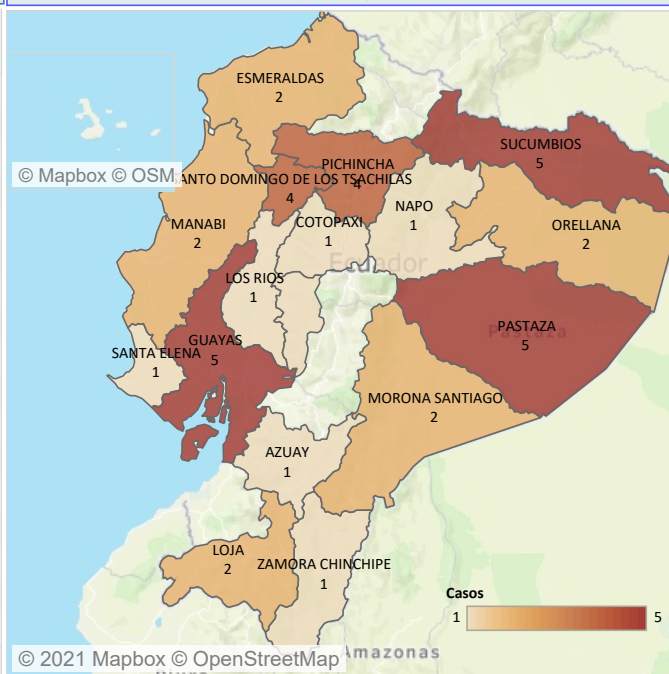 ESMERALDAS
2
SUCUMBIOS
5
© Mapbox © OSM
PICHINCHA
4
ANTO DOMINGO DE LOS TSACHILAS
4
NAPO
1
COTOPAXI
1
MANABI
2
ORELLANA
2
Ecuador
LOS RIOS
1
PASTAZA
Pastaza
5
GUAYAS
5
SANTA ELENA
1
MORONA SANTIAGO
2
AZUAY
1
LOJA
2
ZAMORA CHINCHIPE
1
Casos
1 5
Amazonas
© 2021 Mapbox © OpenStreetMap